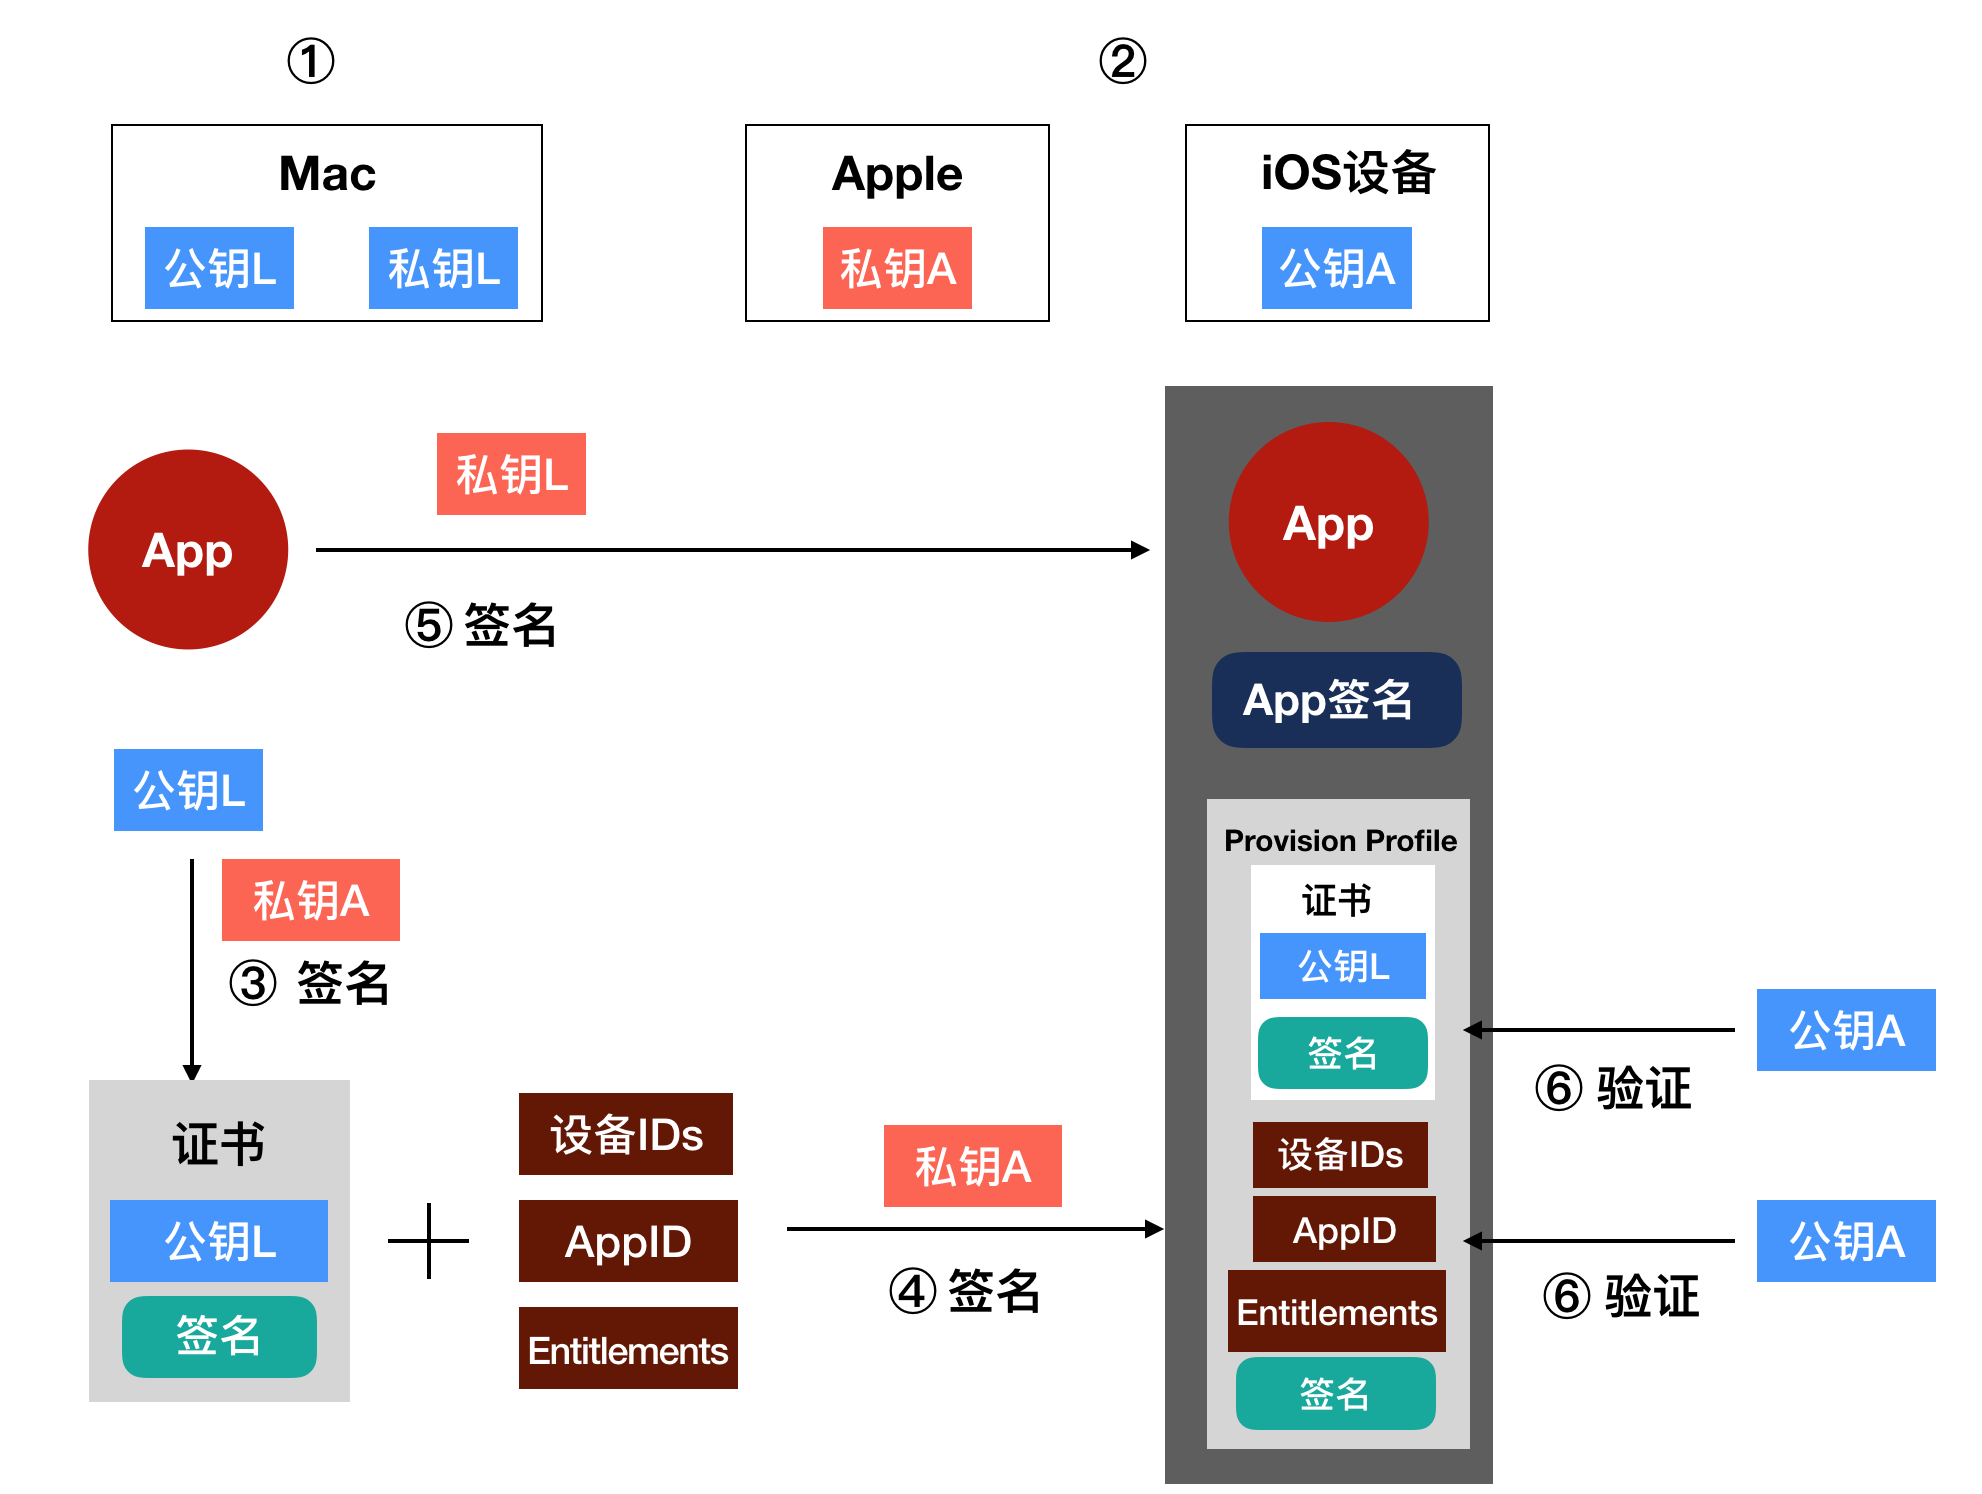 ①
②
Mac
公钥L
私钥L
Apple
私钥A
iOS设备
公钥A
App
私钥L
⑤ 签名
App
App签名
公钥L
私钥A
③ 签名
证书
公钥L
签名
设备IDs
AppID
Entitlements
私钥A
④ 签名
Provision Profile
证书
公钥L
签名
设备IDs
AppID
Entitlements
签名
公钥A
⑥ 验证
公钥A
⑥ 验证